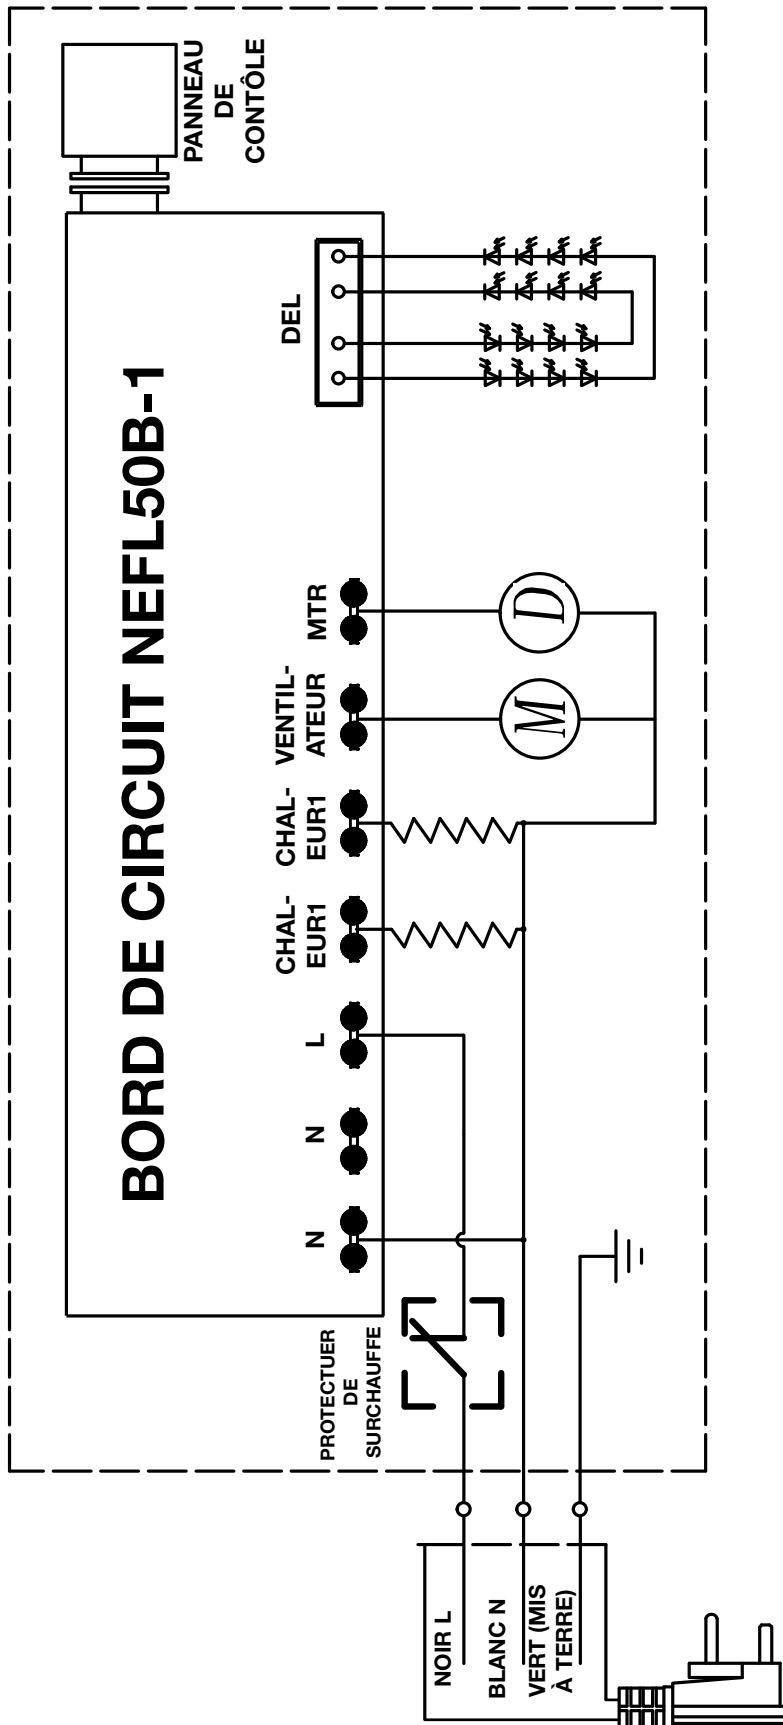 PANNEAU
DE
CONTÔLE
BORD DE CIRCUIT NEFL50B-1
N
N
L
CHAL-
EUR1
CHAL-
EUR1
VENTIL-
ATEUR
MTR
DEL
M
D
PROTECTUER
DE
SURCHAUFFE
NOIR L
BLANC N
VERT (MIS
À TERRE)